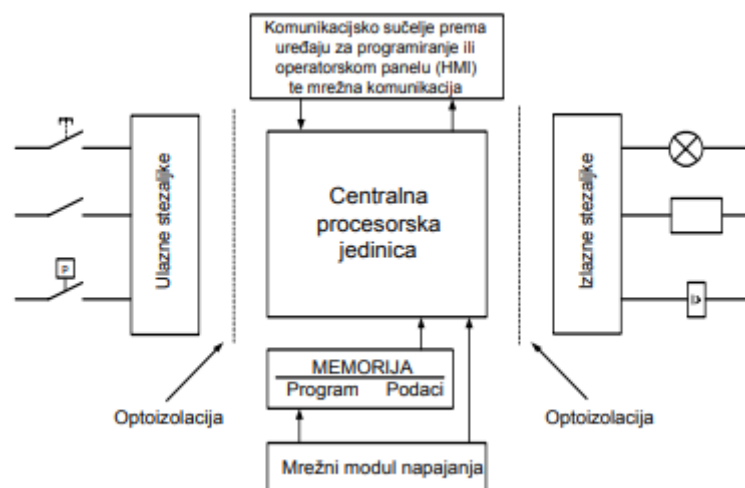 Komunikacijsko sučelje prema
uređaju za programiranje ili
operatorskom panelu (HMI)
te mrežna komunikacija
Ulazne stezaljke
Centralna
procesorska
jedinica
Izlazne stezaljke
P
MEMORIJA
Program Podaci
Optoizolacija
Optoizolacija
Mrežni modul napajanja